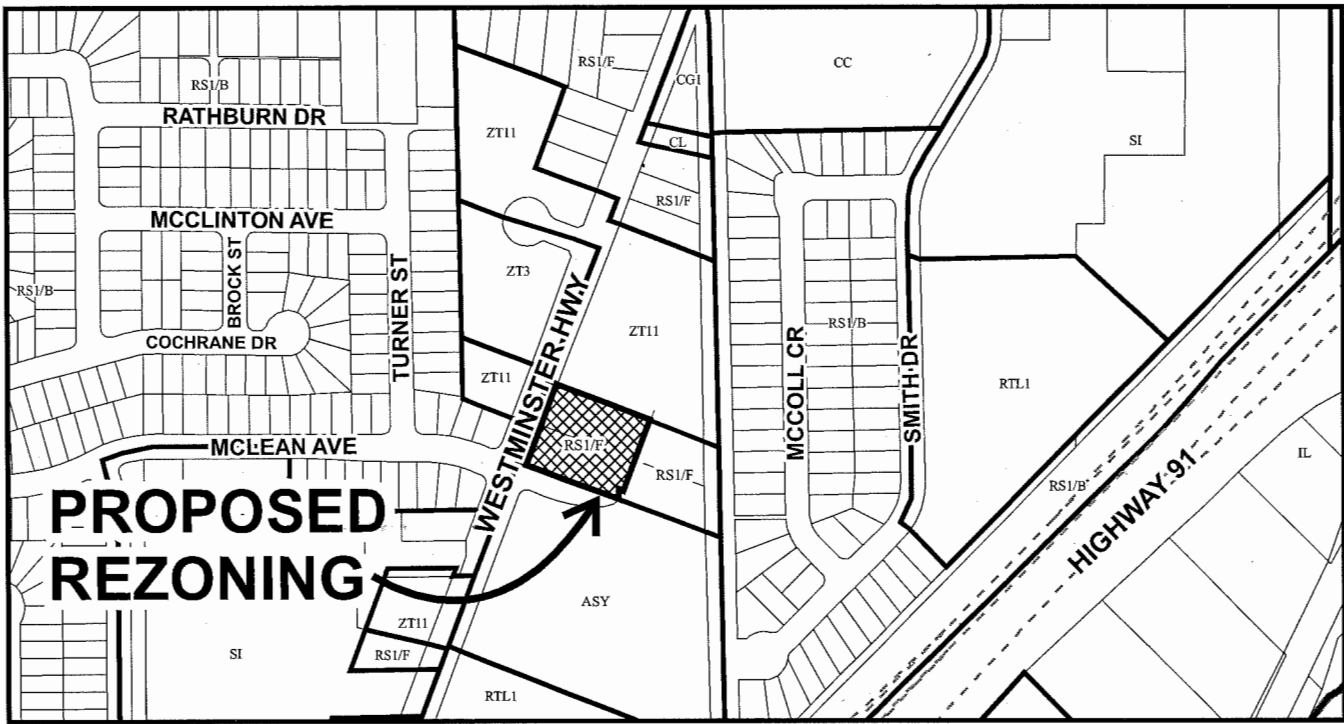 RS1/F
CC
CG1
RS1/B
RATHBURN DR
ZT11
CL
SI
MCCLINTON AVE
RS1/F
BROCK ST
TURNER ST
ZT3
WESTMINSTER HWY
RS1/B
COCHRANE DR
ZT11
MCCOLL CR
RS1/B
SMITH DR
ZT11
RTL1
MCLEAN AVE
RS1/F
RS1/F
RS1/B
HIGHWAY 91
IL
PROPOSED
REZONING
ASY
ZT11
SI
RS1/F
RTL1